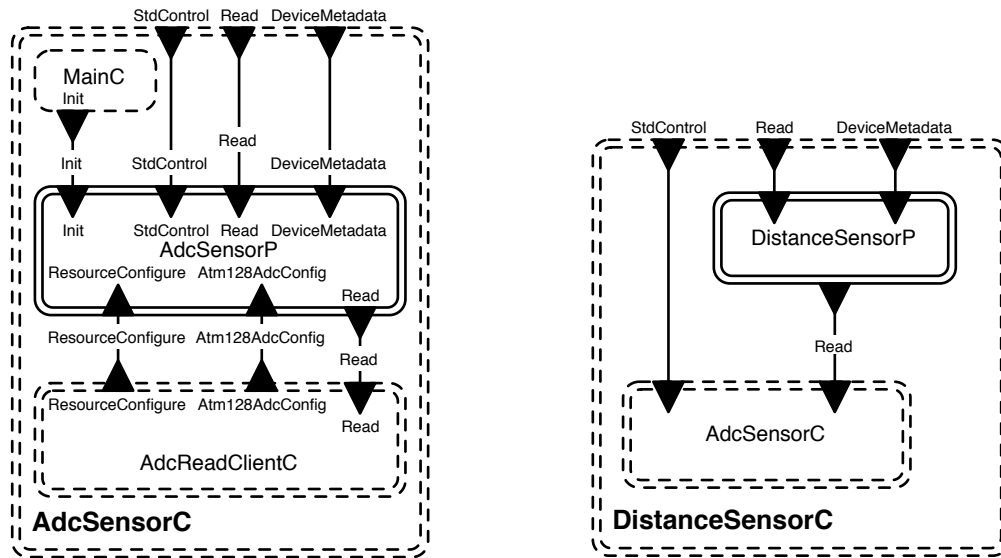 StdControl Read DeviceMetadata
MainC
Init
Read
Init StdControl DeviceMetadata
Init StdControl Read DeviceMetadata
AdcSensorP
ResourceConfigure Atm128AdcConfig
Read
ResourceConfigure Atm128AdcConfig
Read
ResourceConfigure Atm128AdcConfig
Read
AdcReadClientC
AdcSensorC
StdControl Read DeviceMetadata
DistanceSensorP
Read
AdcSensorC
DistanceSensorC